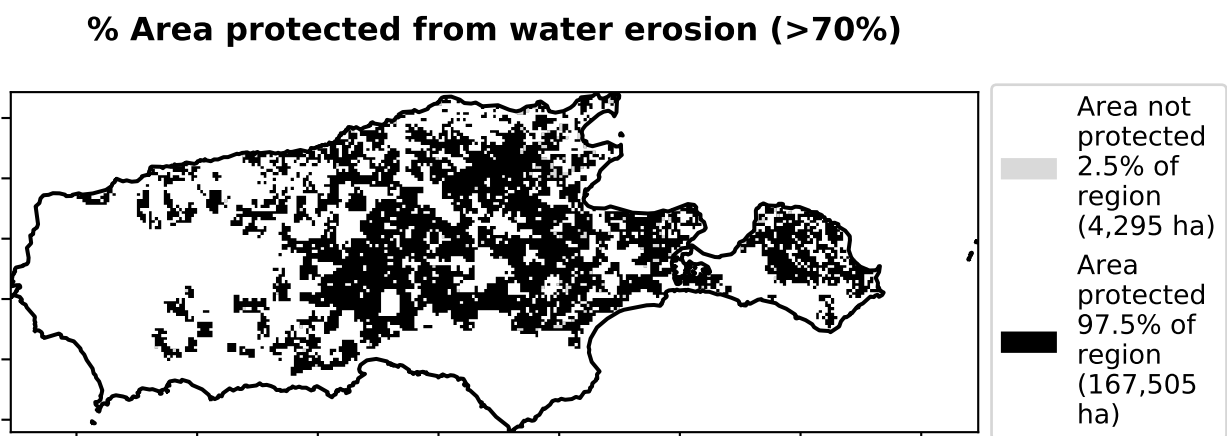 % Area protected from water erosion (>70%)
Area not
protected
2.5% of
region
(4,295 ha)
Area
protected
97.5% of
region
(167,505
ha)